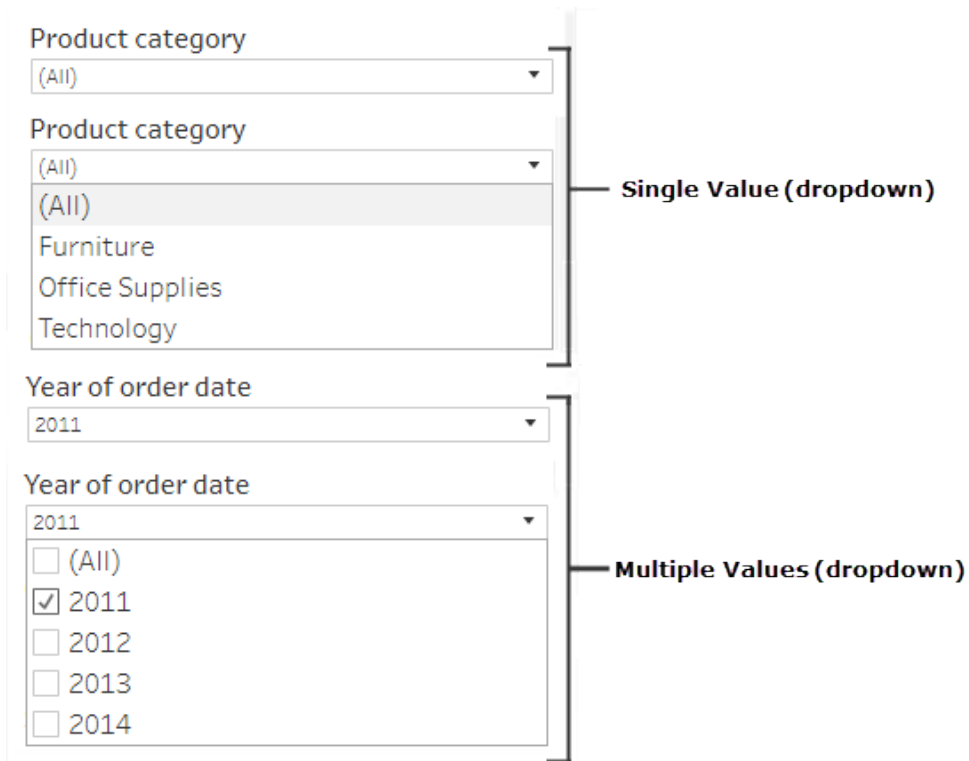 Product category
(All)
Product category
(All)
(All)
Furniture
Office Supplies
Technology
Single Value (dropdown)
Year of order date
2011
Year of order date
2011
(All)
2011
2012
2013
2014
Multiple Values (dropdown)